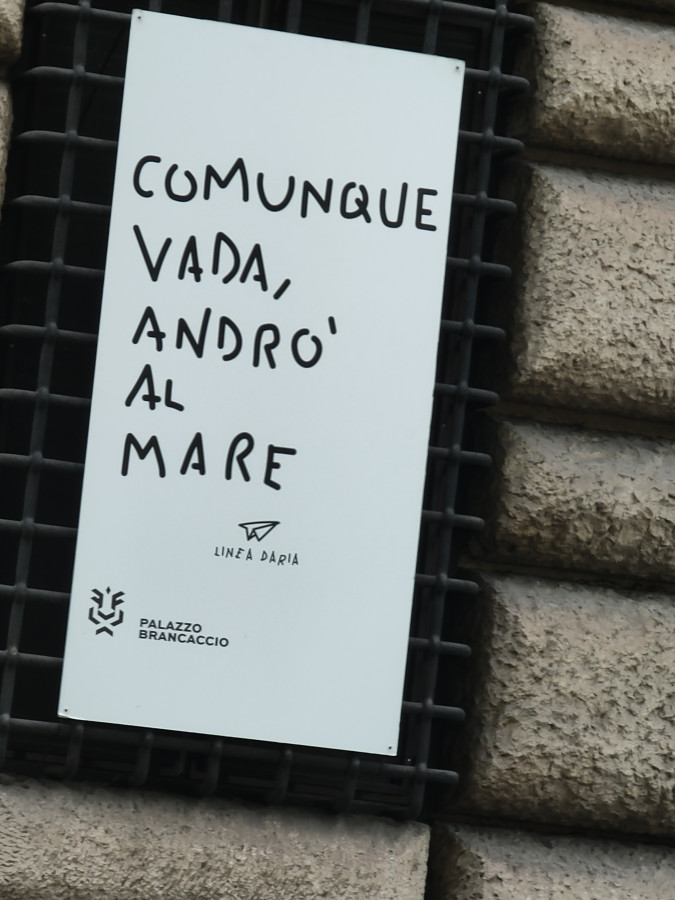 COMUNQUE
VADA,
ANDRO'
AL
MARE
LINEA DARIA
PALAZZO
BRANCACCIO